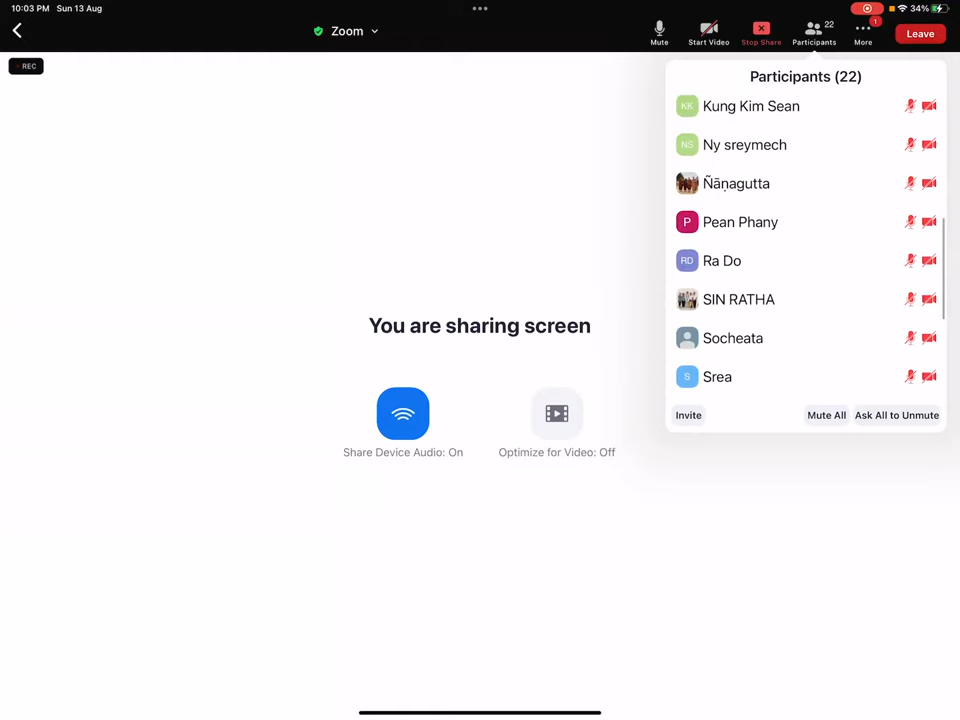 10:03 PM Sun 13 Aug
34%
Zoom
Mute
Start Video
Stop Share
Participants
22
More
1
Leave
REC
Participants (22)
KK Kung Kim Sean
NS Ny sreymech
Ñāṇagutta
P Pean Phany
RD Ra Do
SIN RATHA
Socheata
S Srea
Invite
Mute All
Ask All to Unmute
You are sharing screen
Share Device Audio: On
Optimize for Video: Off